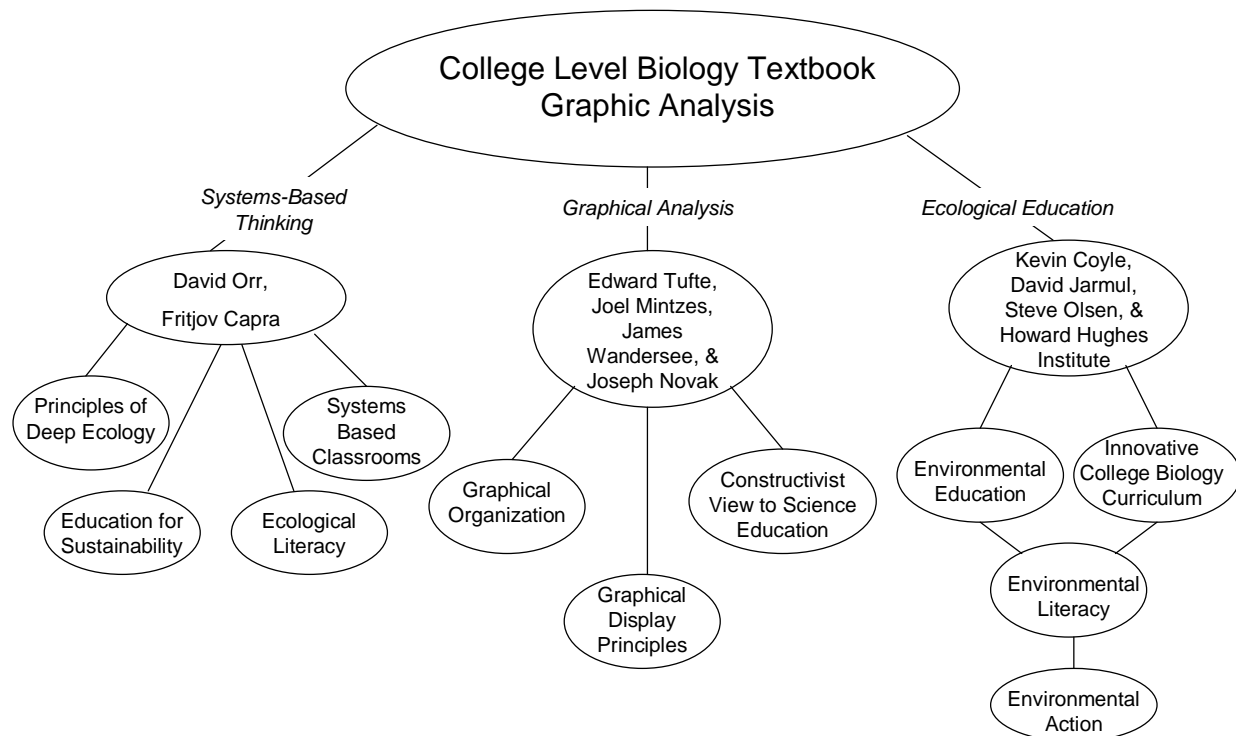 College Level Biology Textbook
Graphic Analysis
Systems-Based
Thinking
Graphical Analysis
Ecological Education
David Orr,
Fritjov Capra
Edward Tufte,
Joel Mintzes,
James
Wandersee, &
Joseph Novak
Kevin Coyle,
David Jarmul,
Steve Olsen, &
Howard Hughes
Institute
Principles of
Deep Ecology
Systems
Based
Classrooms
Education for
Sustainability
Ecological
Literacy
Graphical
Organization
Constructivist
View to Science
Education
Graphical
Display
Principles
Environmental
Education
Innovative
College Biology
Curriculum
Environmental
Literacy
Environmental
Action